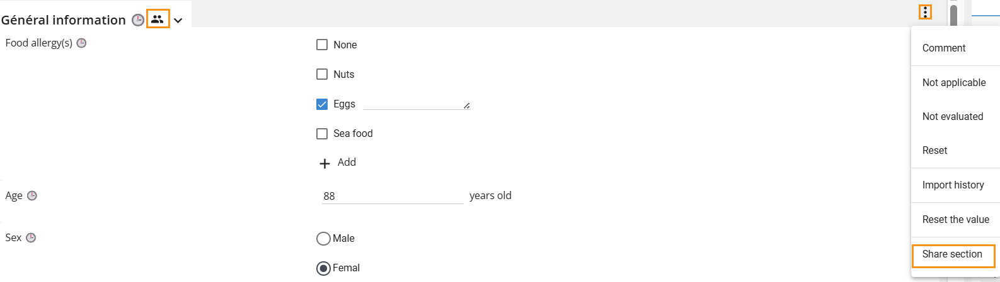 Général information
Food allergy(s)
None
Nuts
Eggs
Sea food
Add
Age
88 years old
Sex
Male
Femal
Comment
Not applicable
Not evaluated
Reset
Import history
Reset the value
Share section